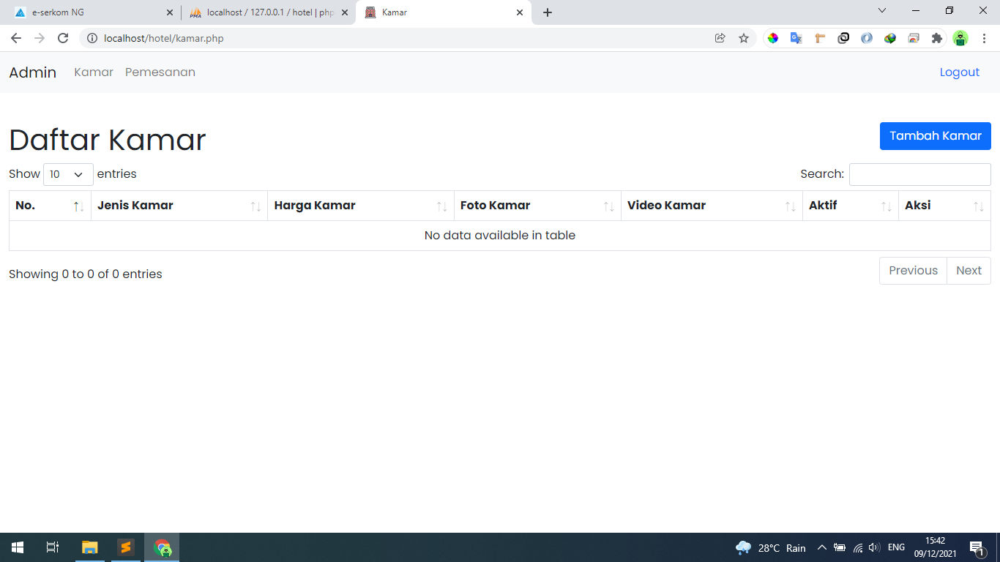 e-serkom NG
localhost / 127.0.0.1 / hotel | php
Kamar
localhost/hotel/kamar.php
Admin Kamar Pemesanan Logout
Daftar Kamar
Tambah Kamar
Show 10 entries
Search:
No. Jenis Kamar Harga Kamar Foto Kamar Video Kamar Aktif Aksi
No data available in table
Showing 0 to 0 of 0 entries
Previous Next
28°C Rain
ENG
15:42
09/12/2021
1